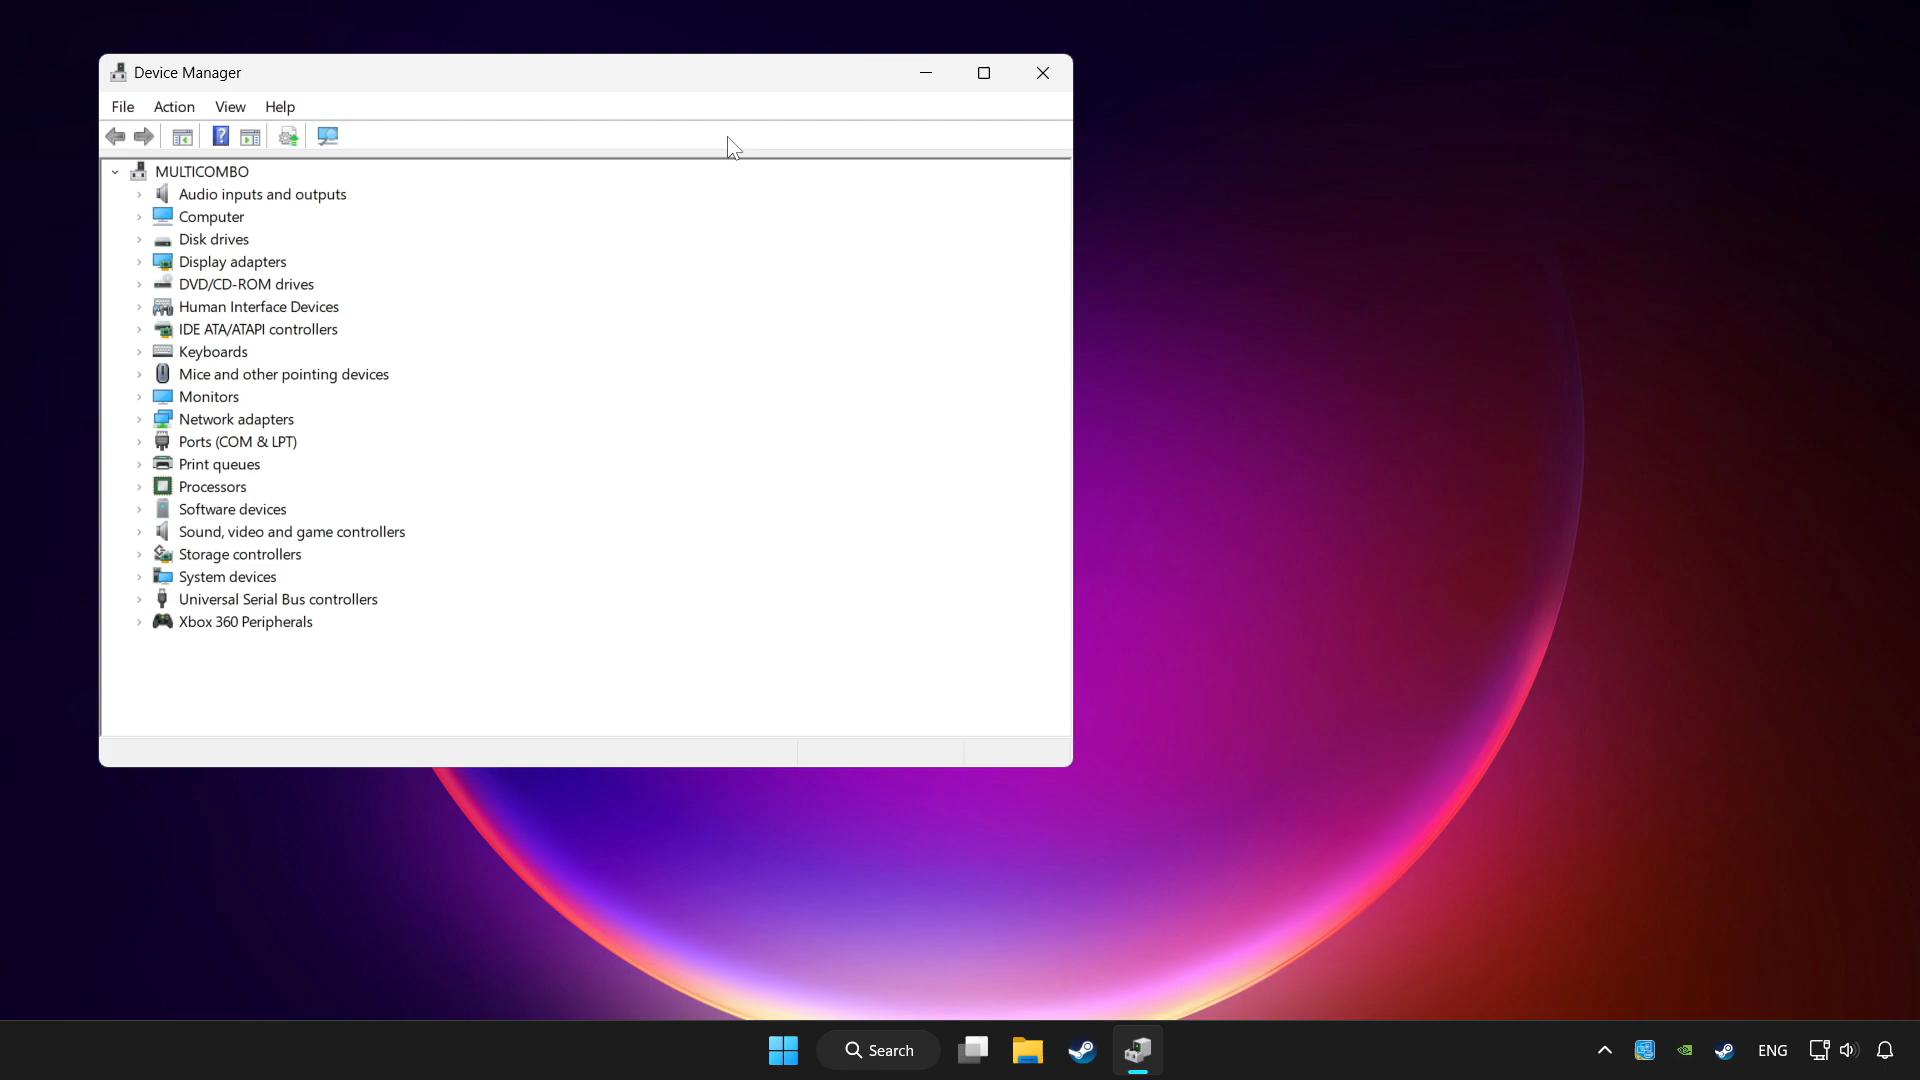 Device Manager
File Action View Help
?
MULTICOMBO
Audio inputs and outputs
Computer
Disk drives
Display adapters
DVD/CD-ROM drives
Human Interface Devices
IDE ATA/ATAPI controllers
Keyboards
Mice and other pointing devices
Monitors
Network adapters
Ports (COM & LPT)
Print queues
Processors
Software devices
Sound, video and game controllers
Storage controllers
System devices
Universal Serial Bus controllers
Xbox 360 Peripherals
Search
ENG